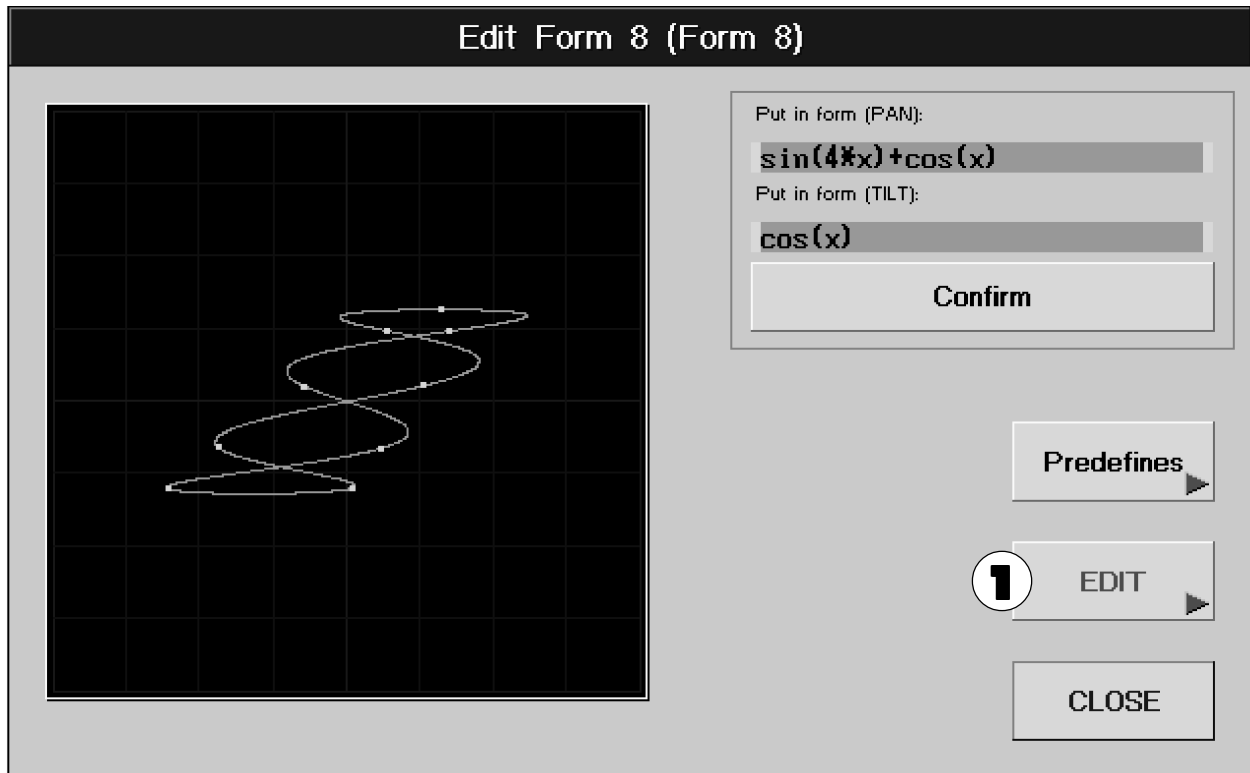 Edit Form 8 (Form 8)
Put in form (PAN):
sin(4*x)+cos(x)
Put in form (TILT):
cos(x)
Confirm
Predefines
1
EDIT
CLOSE